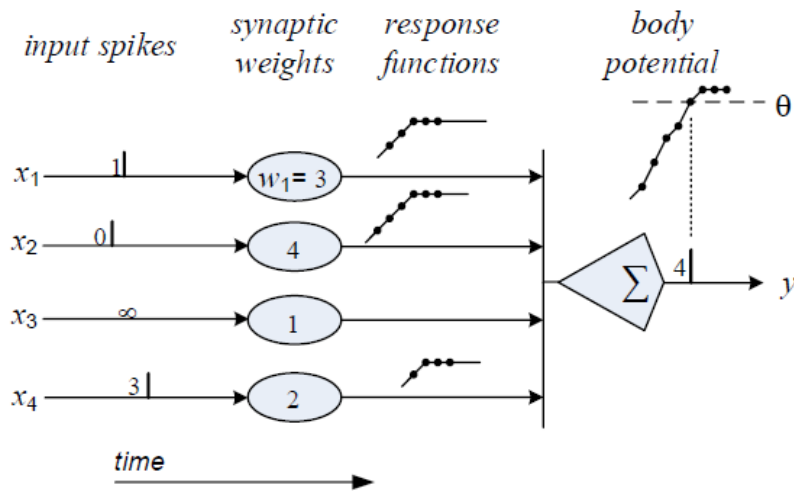 input spikes
synaptic weights
response functions
body potential
θ
x1
1
w1 = 3
x2
0
4
x3
∞
1
Σ
4
y
x4
3
2
time